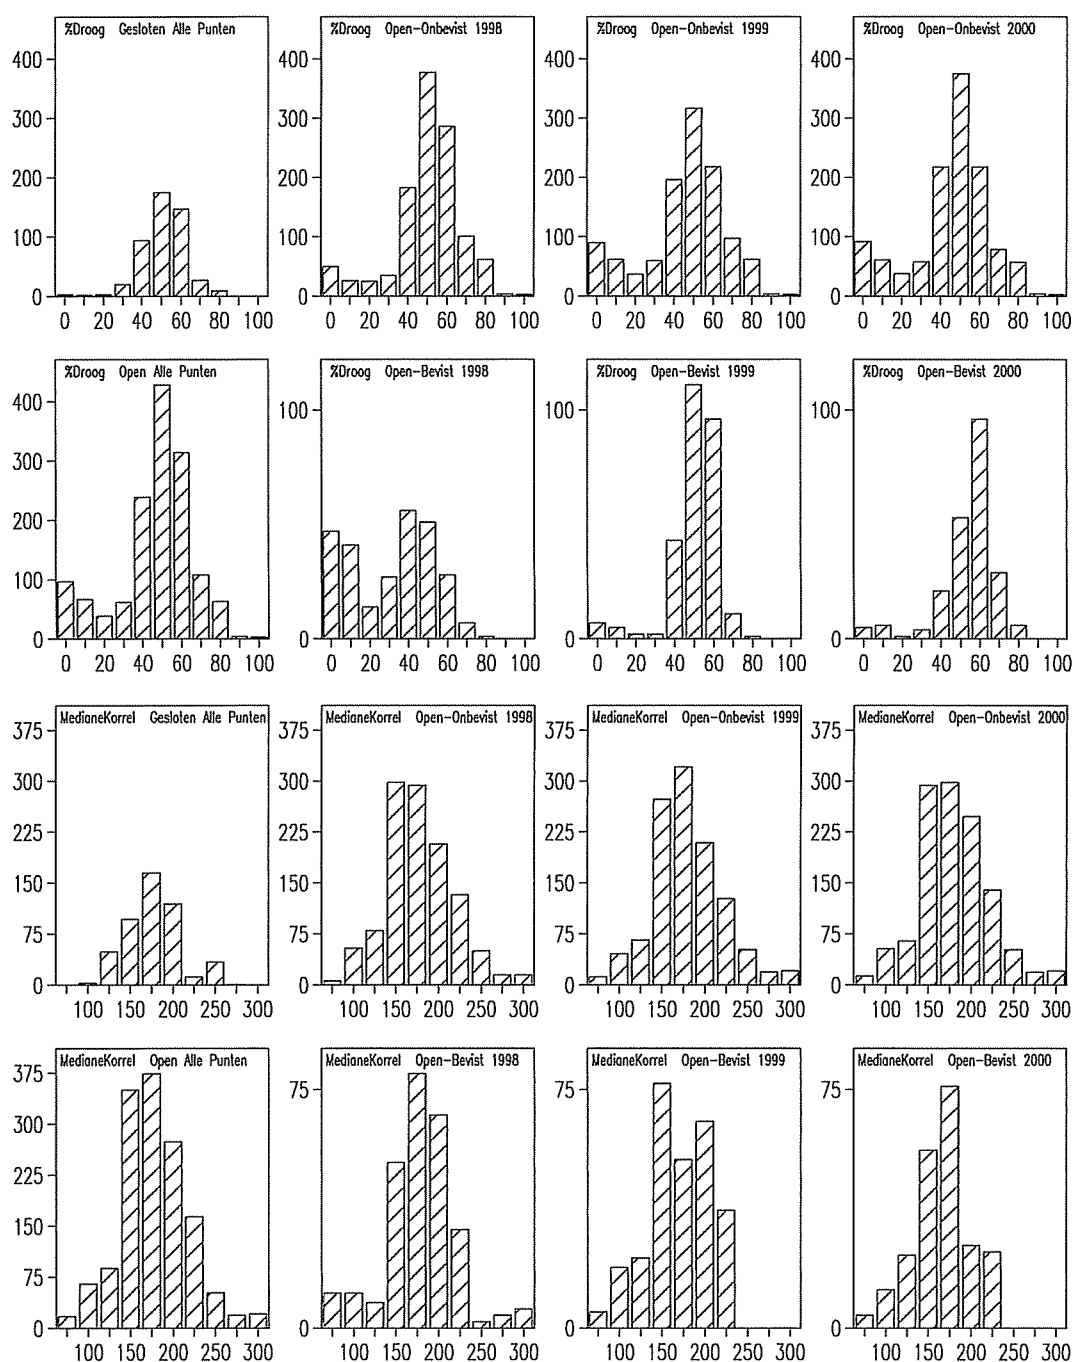 %Droog Gesloten Alle Punten
400
300
200
100
0
0 20 40 60 80 100
%Droog Open-Onbevist 1998
400
300
200
100
0
0 20 40 60 80 100
%Droog Open-Onbevist 1999
400
300
200
100
0
0 20 40 60 80 100
%Droog Open-Onbevist 2000
400
300
200
100
0
0 20 40 60 80 100
%Droog Open Alle Punten
400
300
200
100
0
0 20 40 60 80 100
%Droog Open-Bevist 1998
100
0
0 20 40 60 80 100
%Droog Open-Bevist 1999
100
0
0 20 40 60 80 100
%Droog Open-Bevist 2000
100
0
0 20 40 60 80 100
MedianeKorrel Gesloten Alle Punten
375
300
225
150
75
0
100 150 200 250 300
MedianeKorrel Open-Onbevist 1998
375
300
225
150
75
0
100 150 200 250 300
MedianeKorrel Open-Onbevist 1999
375
300
225
150
75
0
100 150 200 250 300
MedianeKorrel Open-Onbevist 2000
375
300
225
150
75
0
100 150 200 250 300
MedianeKorrel Open Alle Punten
375
300
225
150
75
0
100 150 200 250 300
MedianeKorrel Open-Bevist 1998
75
0
100 150 200 250 300
MedianeKorrel Open-Bevist 1999
75
0
100 150 200 250 300
MedianeKorrel Open-Bevist 2000
75
0
100 150 200 250 300